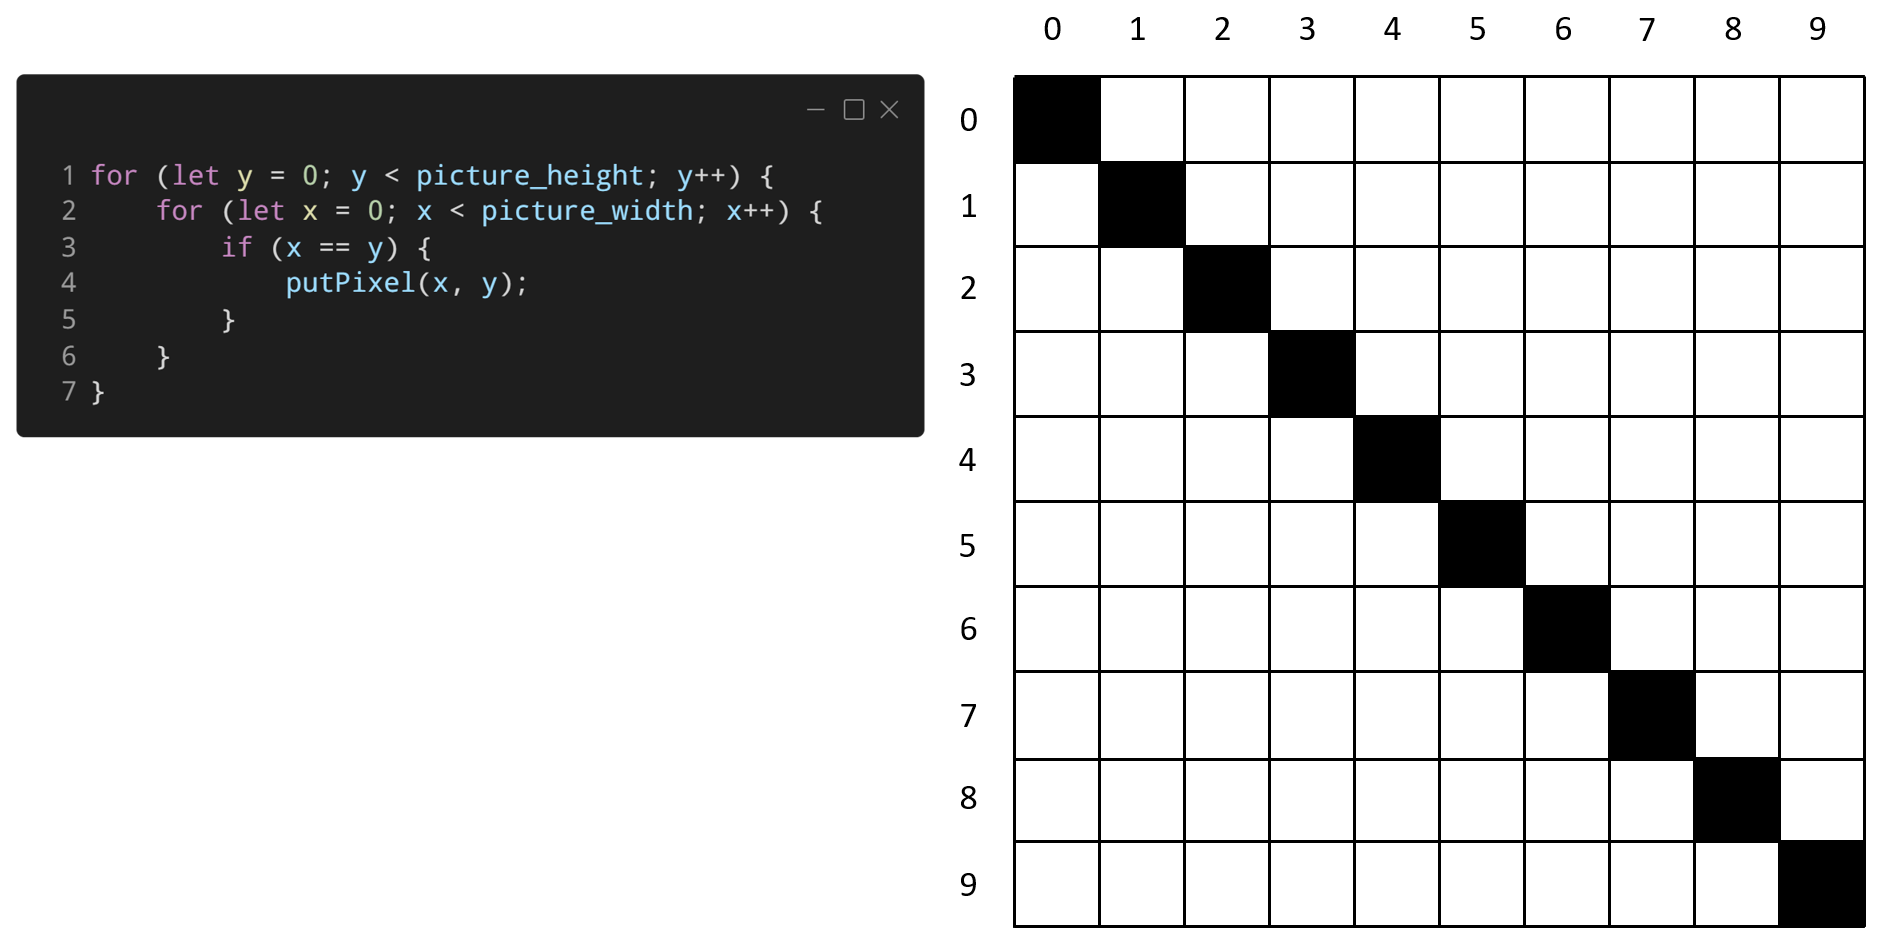 1 for (let y = 0; y < picture_height; y++) {
2     for (let x = 0; x < picture_width; x++) {
3         if (x == y) {
4             putPixel(x, y);
5         }
6     }
7 }
0 1 2 3 4 5 6 7 8 9
0
1
2
3
4
5
6
7
8
9